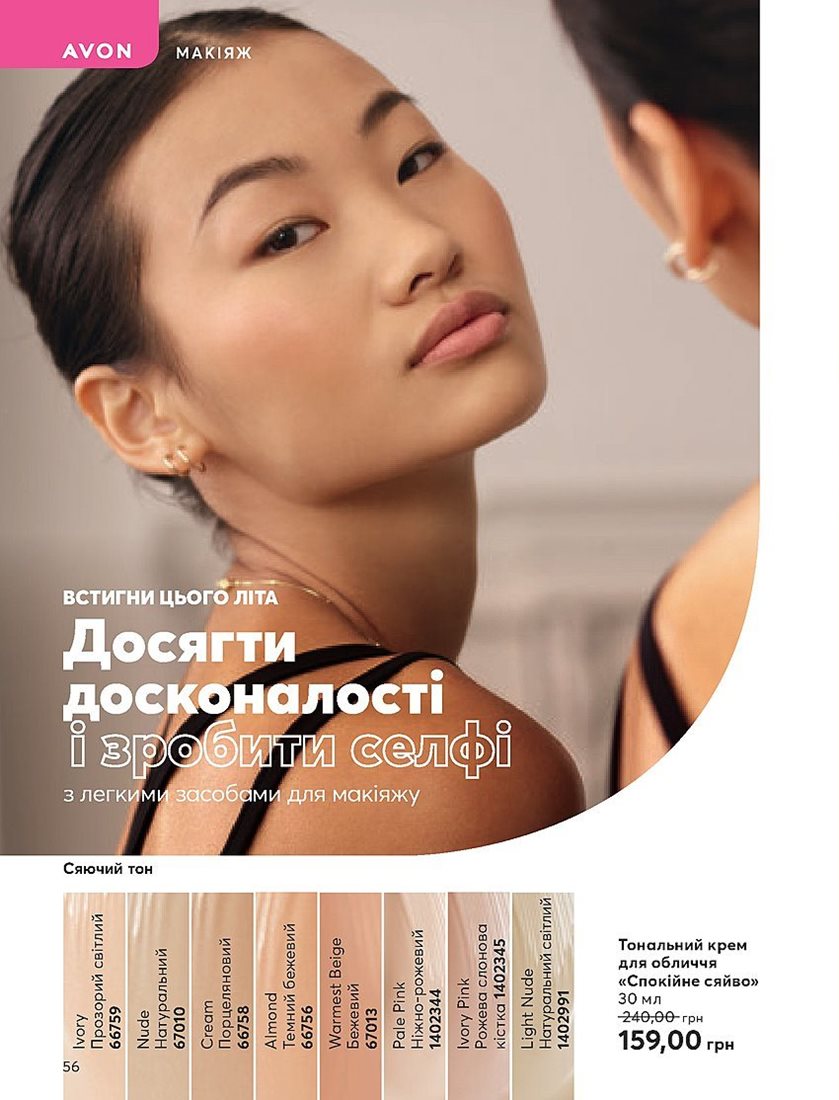 AVON
МАКІЯЖ
ВСТИГНИ ЦЬОГО ЛІТА
Досягти
досконалості
і зробити селфі
з легкими засобами для макіяжу
Сяючий тон
Ivory
Прозорий світлий
66759
Nude
Натуральний
67010
Cream
Порцеляновий
66758
Almond
Темний бежевий
66756
Warmest Beige
Бежевий
67013
Pale Pink
Ніжно-рожевий
1402344
Ivory Pink
Рожева слонова
кістка 1402345
Light Nude
Натуральний світлий
1402991
Тональний крем
для обличчя
«Спокійне сяйво»
30 мл
240,00 грн
159,00 грн
56